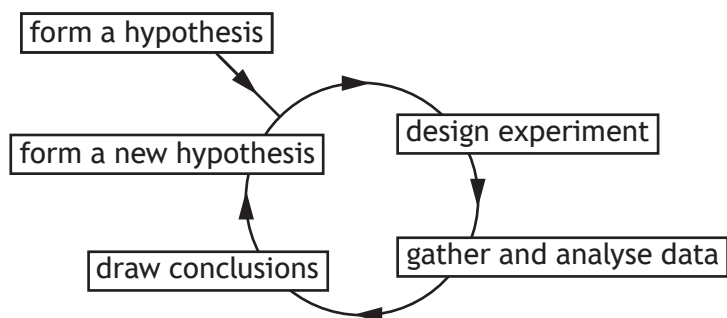 form a hypothesis
design experiment
form a new hypothesis
gather and analyse data
draw conclusions